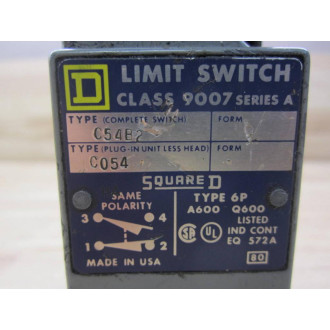 D
LIMIT SWITCH
CLASS 9007 SERIES A
TYPE (COMPLETE SWITCH) FORM
C54B2
TYPE (PLUG-IN UNIT LESS HEAD) FORM
C054
SQUARE D
SAME POLARITY
3 4
1 2
MADE IN USA
TYPE 6P
A600 Q600
SA UL LISTED
IND CONT
EQ 572A
80